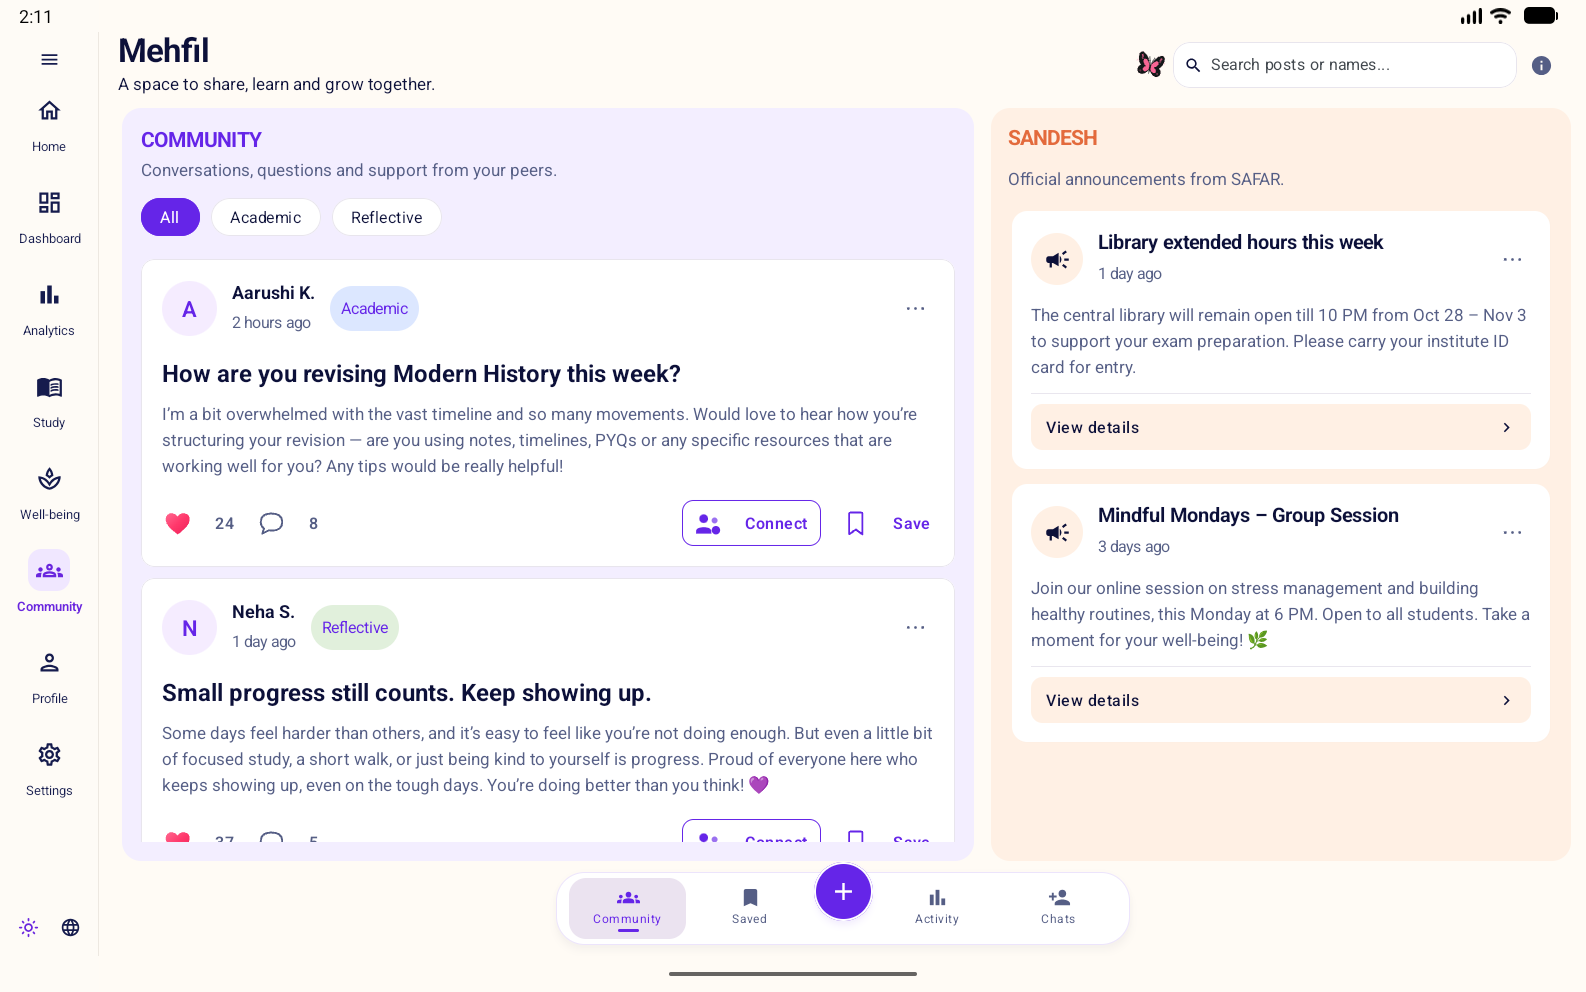 2:11
Mehfil
A space to share, learn and grow together.
Search posts or names...
Home
Dashboard
Analytics
Study
Well-being
Community
Profile
Settings
COMMUNITY
Conversations, questions and support from your peers.
All
Academic
Reflective
Aarushi K.
2 hours ago
Academic
A
How are you revising Modern History this week?
I'm a bit overwhelmed with the vast timeline and so many movements. Would love to hear how you're
structuring your revision — are you using notes, timelines, PYQs or any specific resources that are
working well for you? Any tips would be really helpful!
24
8
Connect
Save
N
Neha S.
1 day ago
Reflective
Small progress still counts. Keep showing up.
Some days feel harder than others, and it's easy to feel like you're not doing enough. But even a little bit
of focused study, a short walk, or just being kind to yourself is progress. Proud of everyone here who
keeps showing up, even on the tough days. You're doing better than you think! 💜
37
5
Connect
Save
SANDESH
Official announcements from SAFAR.
Library extended hours this week
1 day ago
The central library will remain open till 10 PM from Oct 28 – Nov 3
to support your exam preparation. Please carry your institute ID
card for entry.
View details
Mindful Mondays – Group Session
3 days ago
Join our online session on stress management and building
healthy routines, this Monday at 6 PM. Open to all students. Take a
moment for your well-being! 🌿
View details
Community
Saved
Activity
Chats